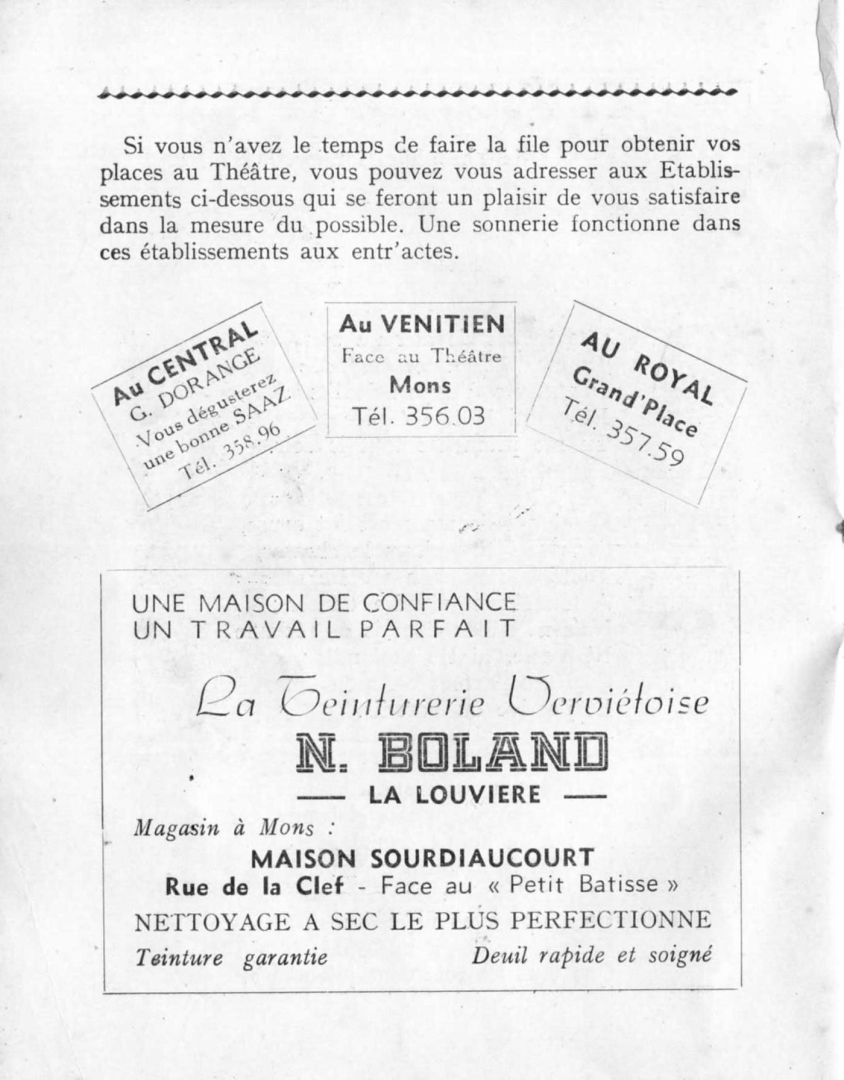 Si vous n'avez le temps de faire la file pour obtenir vos
places au Théâtre, vous pouvez vous adresser aux Etablis-
sements ci-dessous qui se feront un plaisir de vous satisfaire
dans la mesure du possible. Une sonnerie fonctionne dans
ces établissements aux entr'actes.
Au CENTRAL
G. DORANGE
Vous dégusterez
une bonne SAAZ
Tél. 358.96
Au VENITIEN
Face au Théâtre
Mons
Tél. 356.03
AU ROYAL
Grand'Place
Tél. 357.59
UNE MAISON DE CONFIANCE
UN TRAVAIL PARFAIT
La Teinturerie Verviétoise
N. BOLAND
— LA LOUVIERE —
Magasin à Mons :
MAISON SOURDIAUCOURT
Rue de la Clef - Face au « Petit Batisse »
NETTOYAGE A SEC LE PLUS PERFECTIONNE
Teinture garantie Deuil rapide et soigné